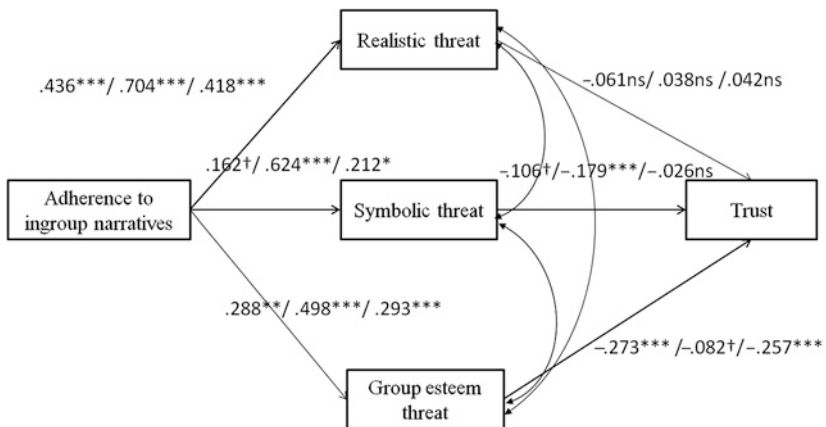 Realistic threat
.436***/ .704***/ .418***
−.061ns/ .038ns /.042ns
.162†/ .624***/ .212*
−.106†/−.179***/−.026ns
Adherence to
ingroup narratives
Symbolic threat
Trust
.288**/ .498***/ .293***
−.273*** /−.082†/−.257***
Group esteem
threat